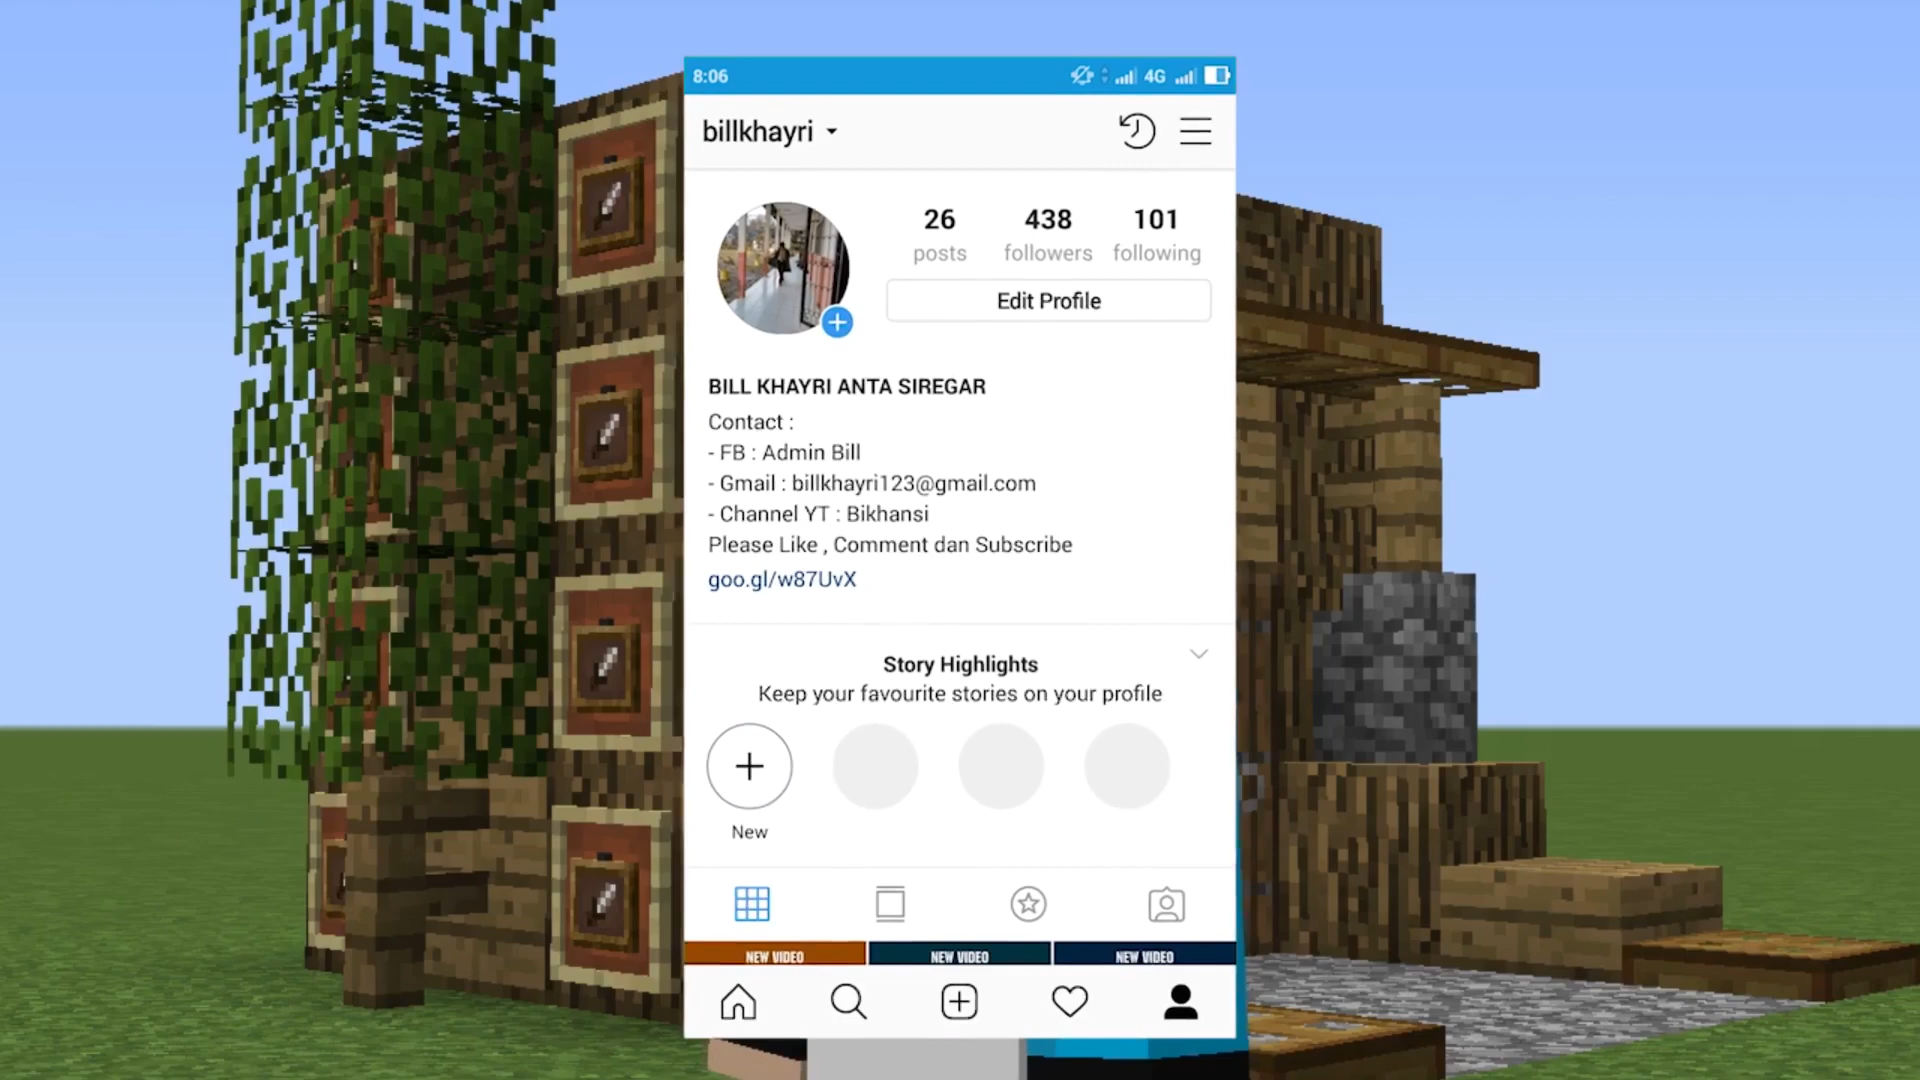 8:06 4G
billkhayri
26 438 101
posts followers following
Edit Profile
BILL KHAYRI ANTA SIREGAR
Contact :
- FB : Admin Bill
- Gmail : billkhayri123@gmail.com
- Channel YT : Bikhansi
Please Like , Comment dan Subscribe
goo.gl/w87UvX
Story Highlights
Keep your favourite stories on your profile
New
NEW VIDEO NEW VIDEO NEW VIDEO